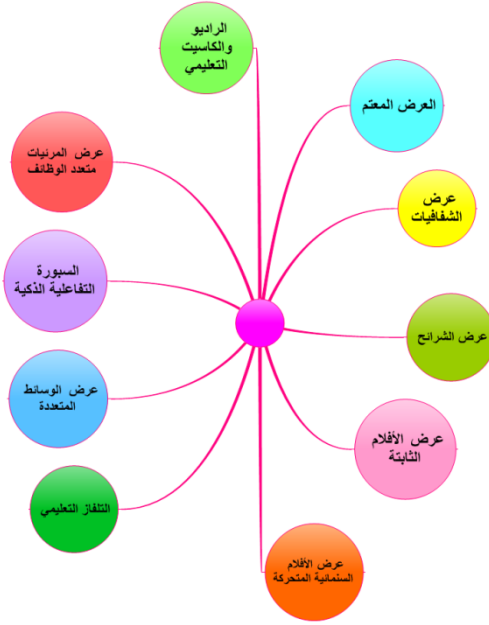 الراديو
والكاسيت
التعليمي
العرض المعتم
عرض
الشفافيات
عرض الشرائح
عرض الأفلام
الثابتة
عرض الأفلام
السنمائية المتحركة
التلفاز التعليمي
عرض الوسائط
المتعددة
السبورة
التفاعلية الذكية
عرض المرئيات
متعدد الوظائف